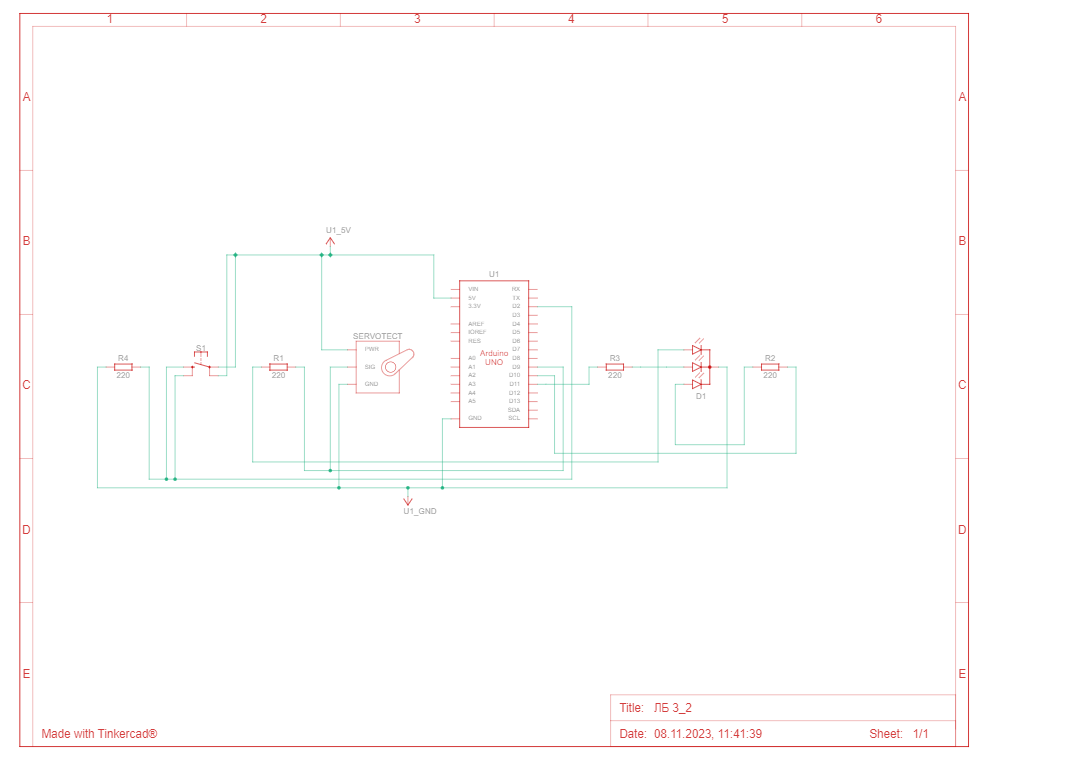 1 2 3 4 5 6
A A
U1_5V
B B
U1
VIN RX
5V TX
3.3V D2
D3
AREF D4
IOREF D5
RES D6
SERVOTECT
PWR
SIG
GND
Arduino
UNO
D7
A0 D8
A1 D9
A2 D10
A3 D11
A4 D12
A5 D13
SDA
GND SCL
R4
220
S1
R1
220
R3
220
D1
R2
220
C C
U1_GND
D D
E E
Title: ЛБ 3_2
Made with Tinkercad®
Date: 08.11.2023, 11:41:39 Sheet: 1/1